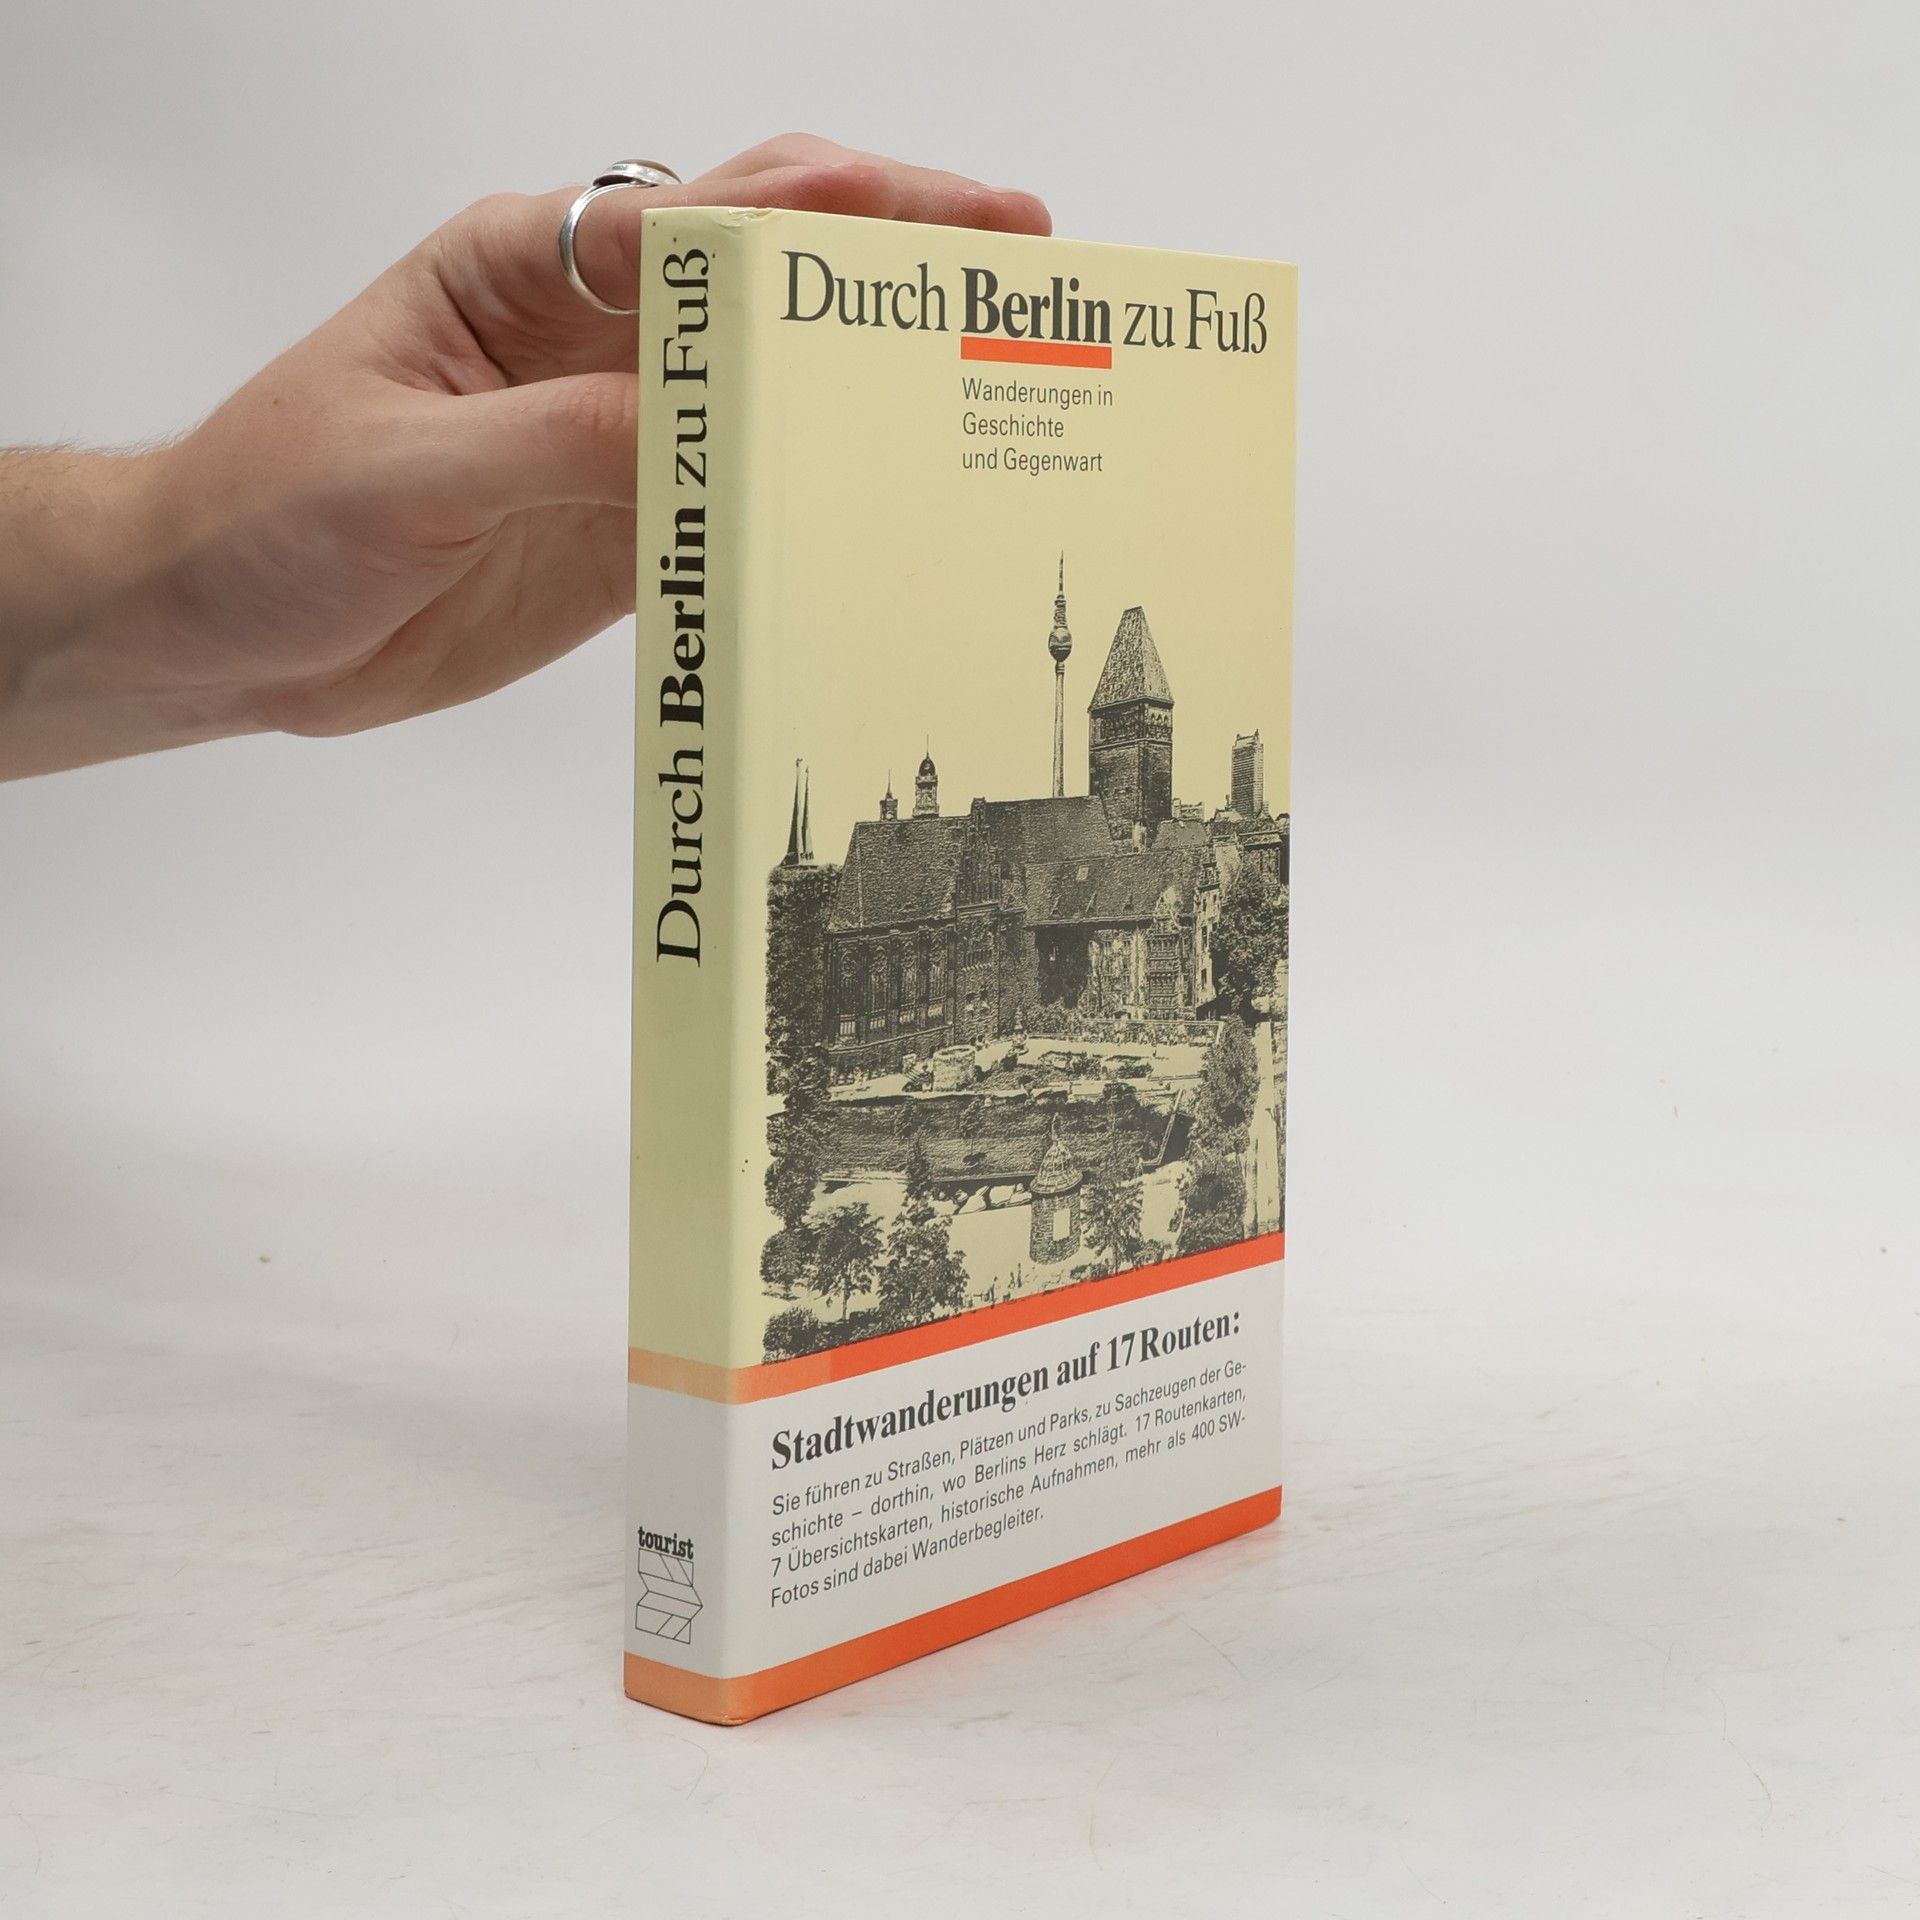 Durch Berlin zu Fuß
Durch Berlin zu Fuß
Wanderungen in
Geschichte
und Gegenwart
Stadtwanderungen auf 17 Routen:
Sie führen zu Straßen, Plätzen und Parks, zu Sachzeugen der Ge-
schichte – dorthin, wo Berlins Herz schlägt. 17 Routenkarten,
7 Übersichtskarten, historische Aufnahmen, mehr als 400 SW-
Fotos sind dabei Wanderbegleiter.
tourist